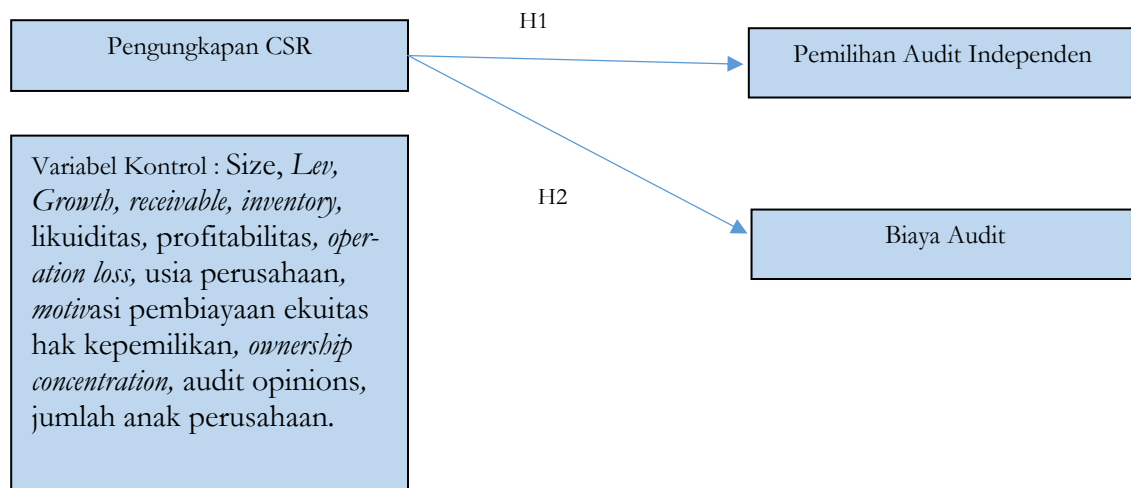 Pengungkapan CSR
H1
Pemilihan Audit Independen
Variabel Kontrol : Size, Lev,
Growth, receivable, inventory,
likuiditas, profitabilitas, oper-
ation loss, usia perusahaan,
motivasi pembiayaan ekuitas
hak kepemilikan, ownership
concentration, audit opinions,
jumlah anak perusahaan.
H2
Biaya Audit